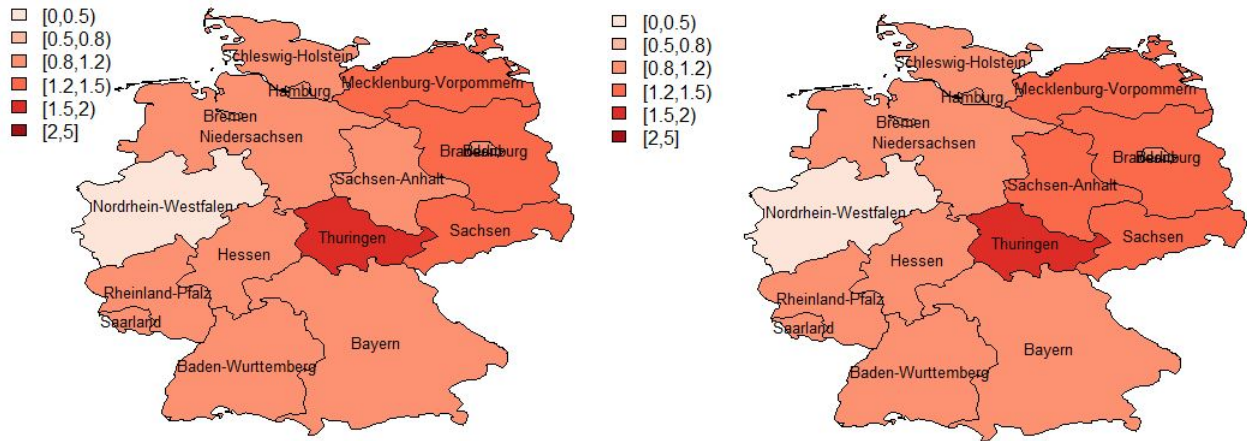 [0,0.5)
[0.5,0.8)
[0.8,1.2)
[1.2,1.5)
[1.5,2)
[2,5]
Schleswig-Holstein
Mecklenburg-Vorpommern
Hamburg
Bremen
Niedersachsen
Brandenburg
Berlin
Sachsen-Anhalt
Nordrhein-Westfalen
Sachsen
Thuringen
Hessen
Rheinland-Pfalz
Saarland
Bayern
Baden-Wurttemberg
[0,0.5)
[0.5,0.8)
[0.8,1.2)
[1.2,1.5)
[1.5,2)
[2,5]
Schleswig-Holstein
Mecklenburg-Vorpommern
Hamburg
Bremen
Niedersachsen
Brandenburg
Berlin
Sachsen-Anhalt
Nordrhein-Westfalen
Sachsen
Thuringen
Hessen
Rheinland-Pfalz
Saarland
Bayern
Baden-Wurttemberg